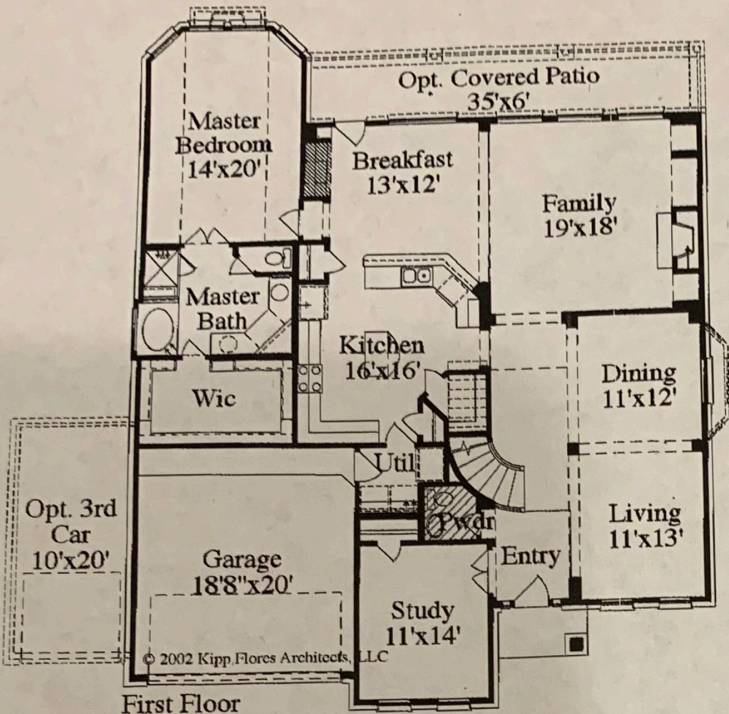 Opt. Covered Patio
35'x6'
Master
Bedroom
14'x20'
Breakfast
13'x12'
Family
19'x18'
Master
Bath
Kitchen
16'x16'
Dining
11'x12'
Wic
Util
Opt. 3rd
Car
10'x20'
Pwdr
Living
11'x13'
Garage
18'8"x20'
Entry
Study
11'x14'
© 2002 Kipp Flores Architects, LLC
First Floor